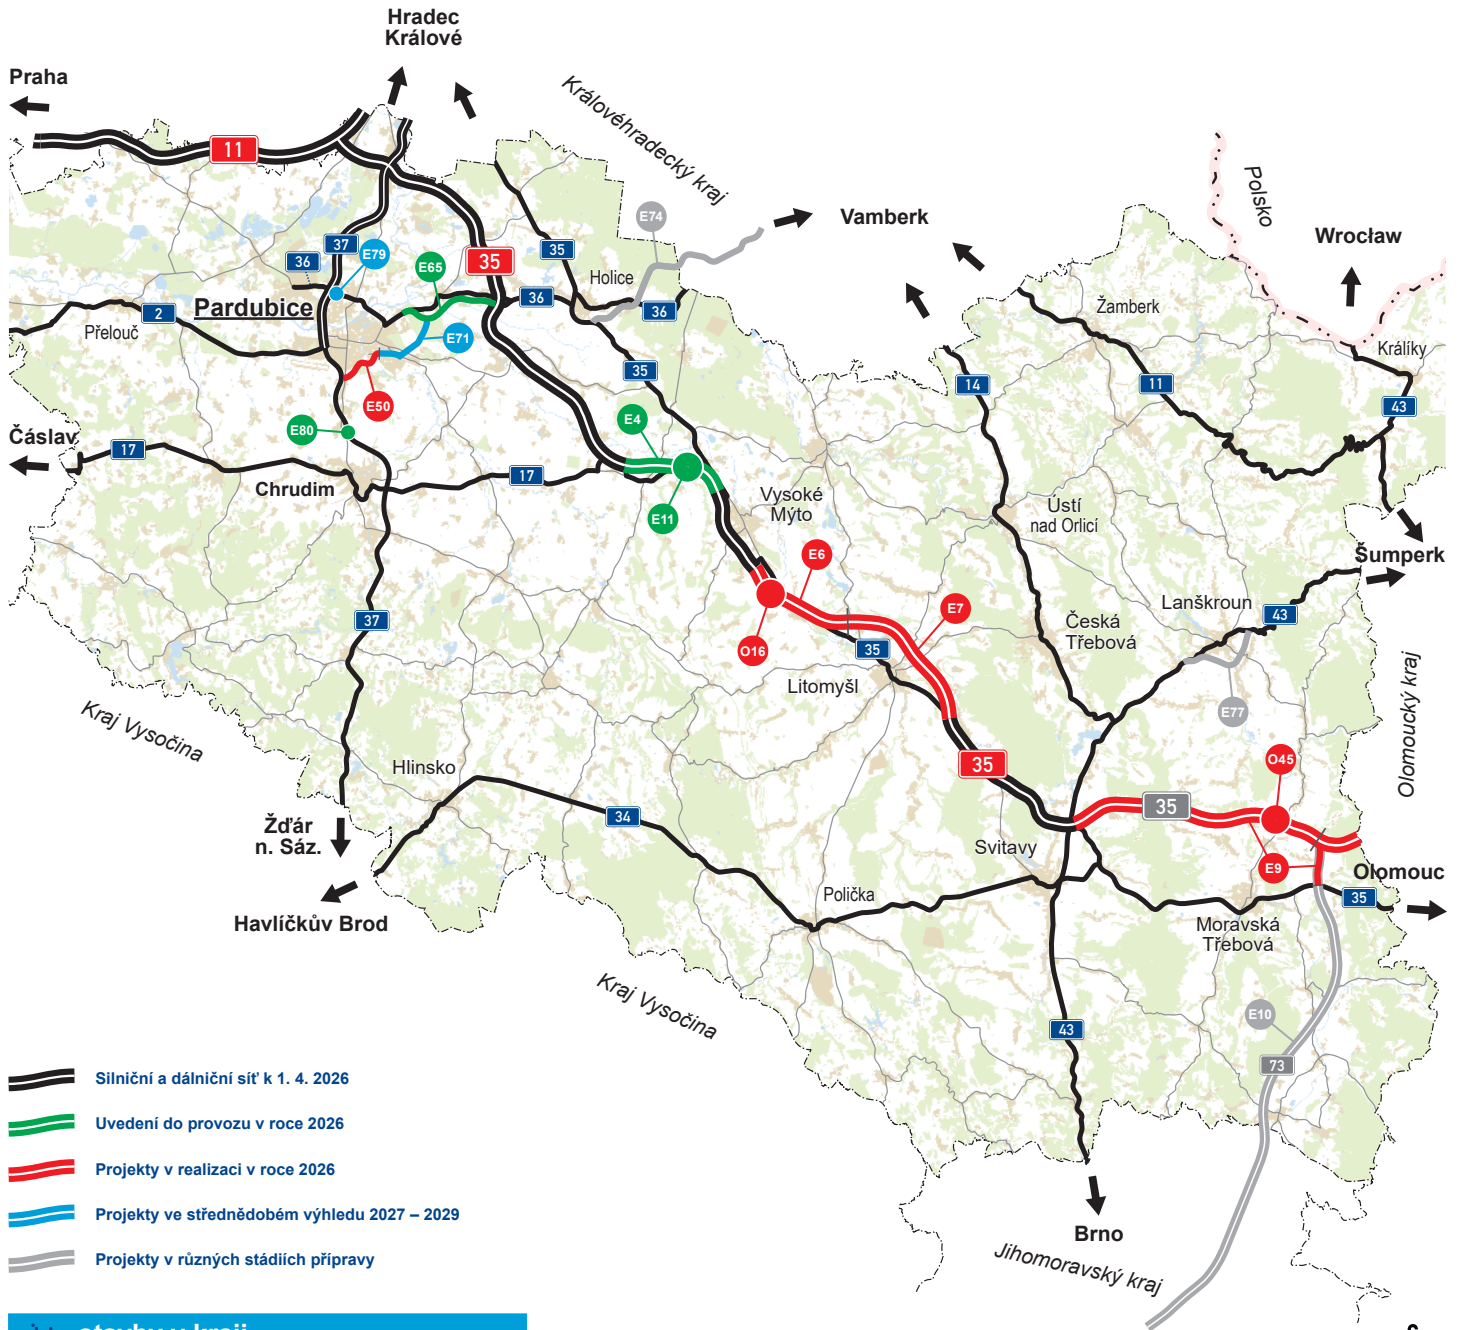 Hradec
Králové
Praha
Královéhradecký kraj
11
Polsko
E74
Vamberk
Wrocław
37
36
E79
E65
35
35
Holice
36
36
Pardubice
2
Přelouč
E71
Žamberk
Králíky
35
14
11
43
E50
E80
E4
Čáslav
17
17
Chrudim
E11
Vysoké
Mýto
Ústí
nad Orlicí
Šumperk
E6
E7
Lanškroun
43
37
O16
35
Česká
Třebová
Litomyšl
E77
Kraj Vysočina
Olomoucký kraj
Hlinsko
35
O45
35
34
Žďár
n. Sáz.
Svitavy
E9
Olomouc
35
Polička
Havlíčkův Brod
Moravská
Třebová
Kraj Vysočina
E10
43
73
Silniční a dálniční síť k 1. 4. 2026
Uvedení do provozu v roce 2026
Projekty v realizaci v roce 2026
Projekty ve střednědobém výhledu 2027 – 2029
Projekty v různých stádiích přípravy
Brno
Jihomoravský kraj